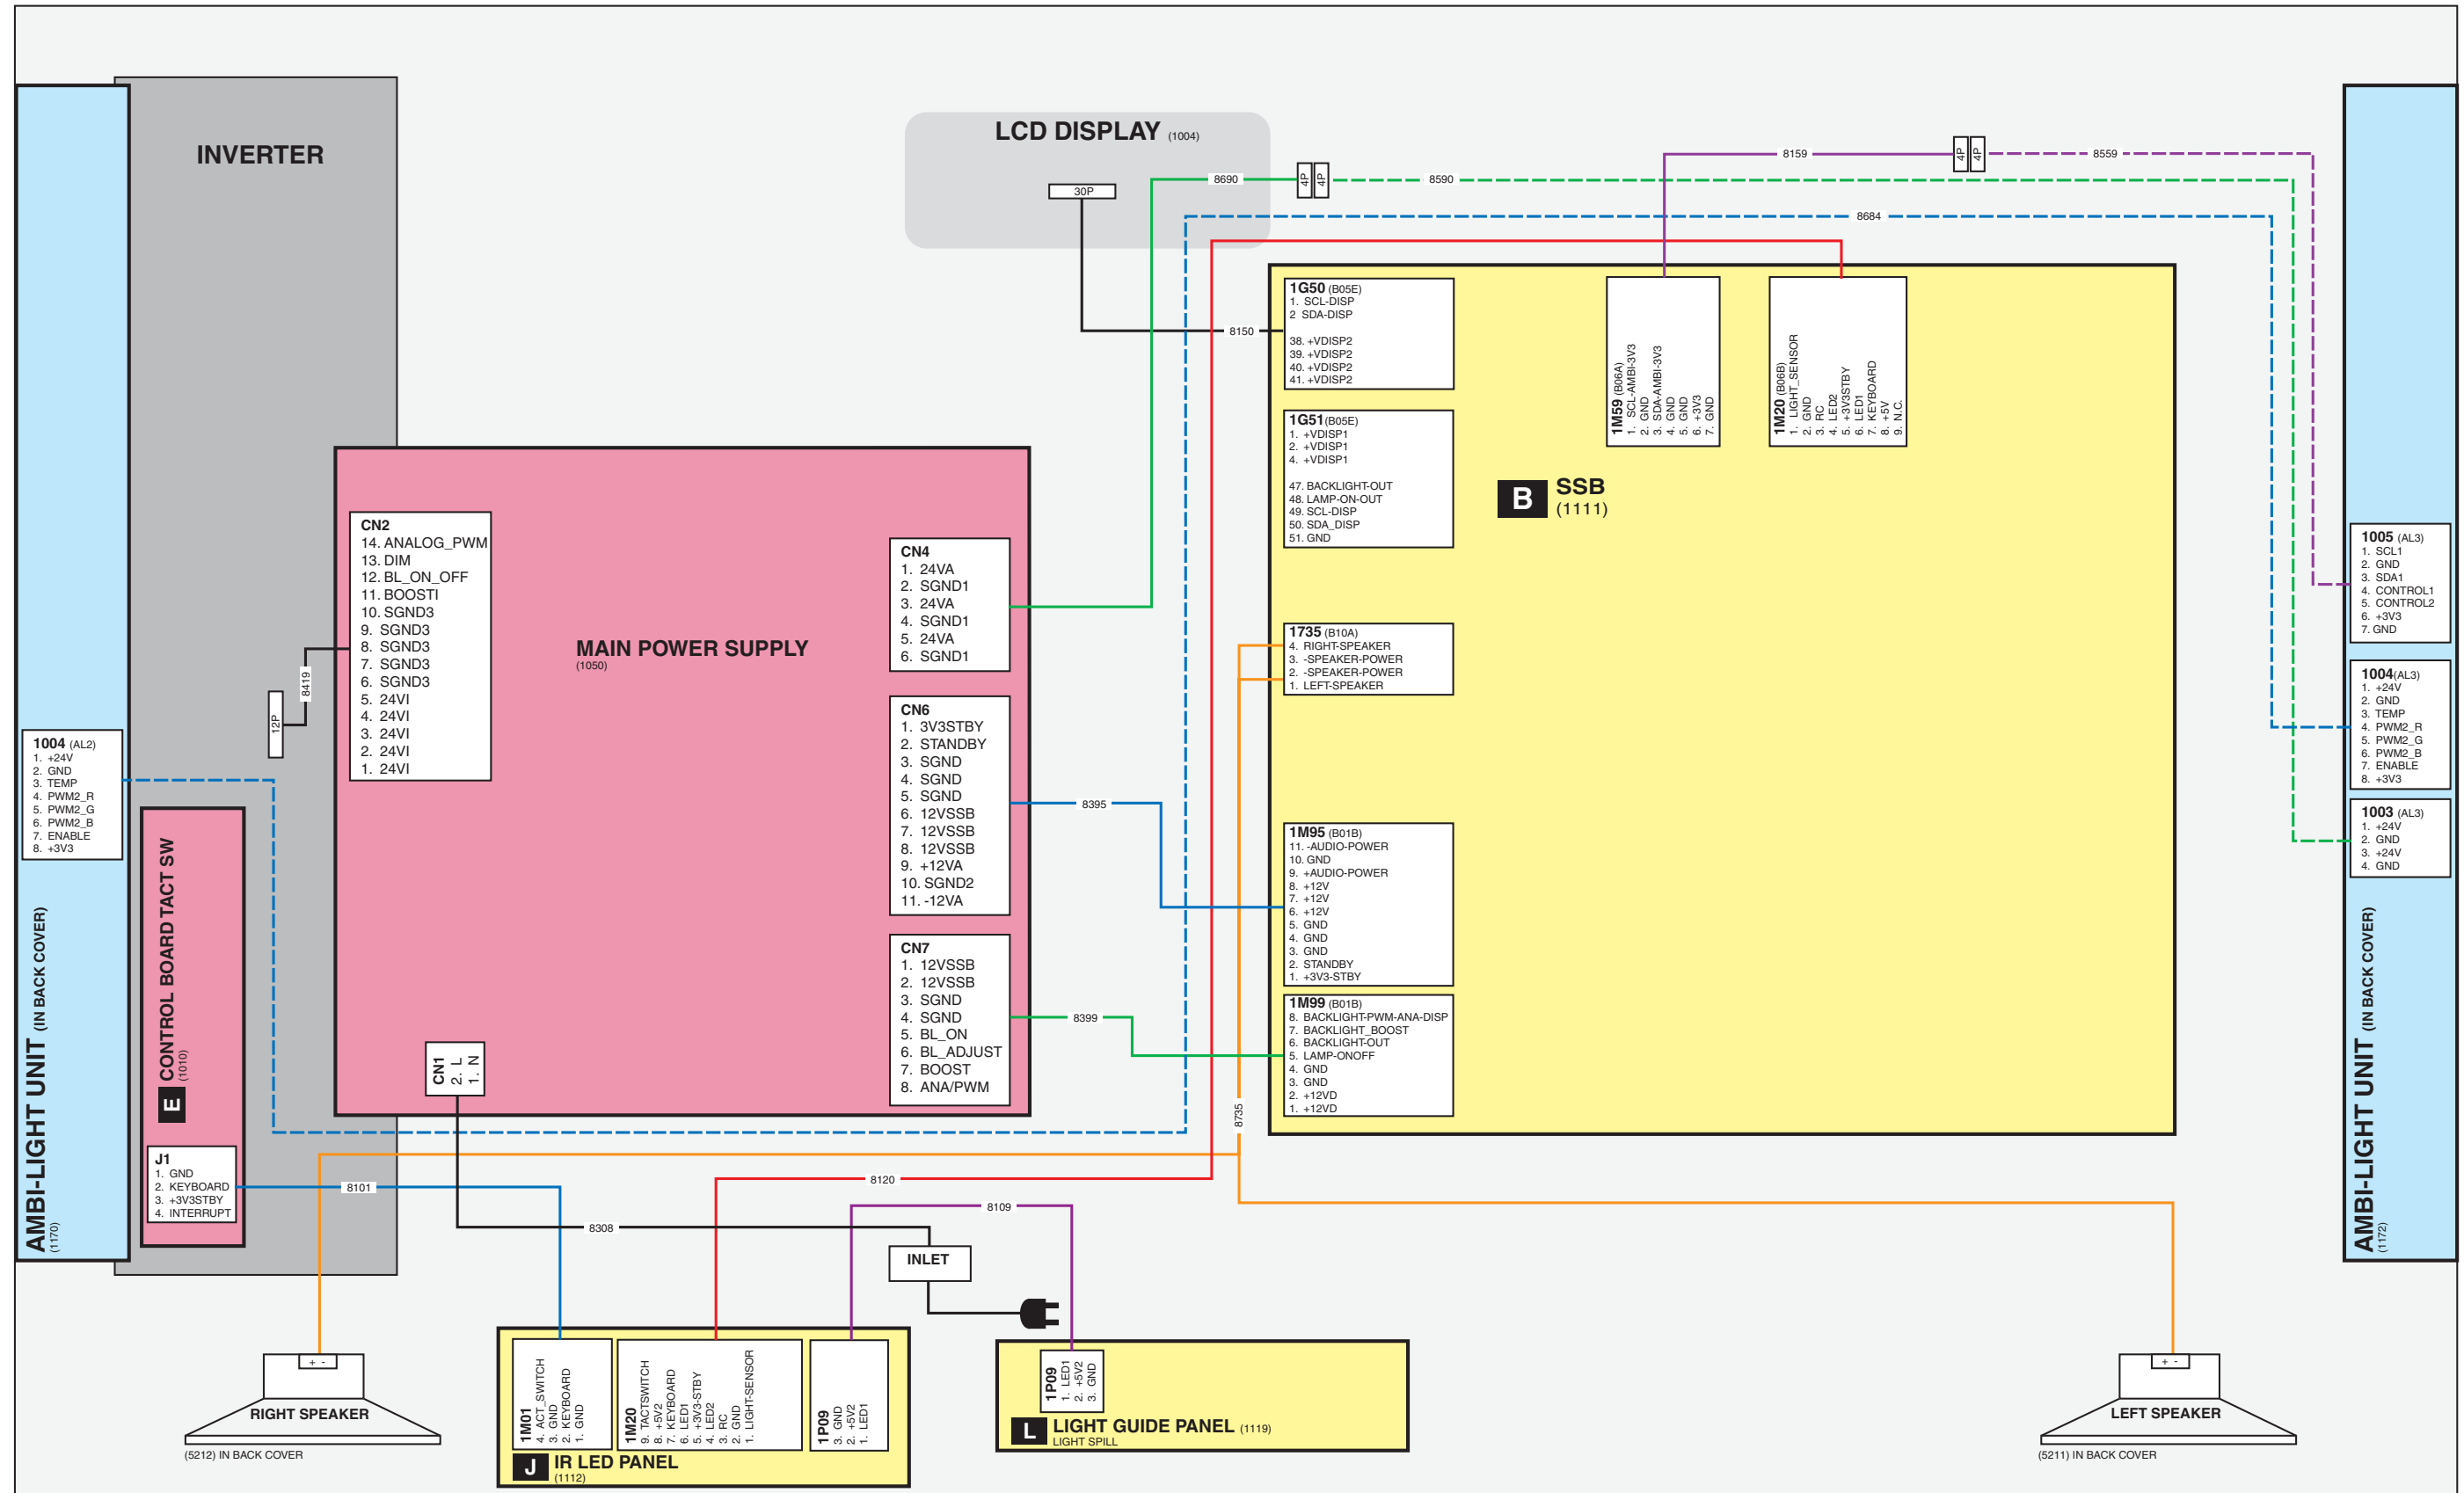 INVERTER
LCD DISPLAY (1004)
30P
8690
4P
4P
8590
8159
4P
4P
8559
8684
8150
1G50 (B05E)
1. SCL-DISP
2 SDA-DISP
38. +VDISP2
39. +VDISP2
40. +VDISP2
41. +VDISP2
1G51(B05E)
1. +VDISP1
2. +VDISP1
4. +VDISP1
47. BACKLIGHT-OUT
48. LAMP-ON-OUT
49. SCL-DISP
50. SDA_DISP
51. GND
1M59 (B06A)
1. SCL-AMBI-3V3
2. GND
3. SDA-AMBI-3V3
4. GND
5. GND
6. +3V3
7. GND
1M20 (B06B)
1. LIGHT_SENSOR
2. GND
3. RC
4. LED2
5. +3V3STBY
6. LED1
7. KEYBOARD
8. +5V
9. N.C.
B SSB
(1111)
1735 (B10A)
4. RIGHT-SPEAKER
3. -SPEAKER-POWER
2. -SPEAKER-POWER
1. LEFT-SPEAKER
1M95 (B01B)
11. -AUDIO-POWER
10. GND
9. +AUDIO-POWER
8. +12V
7. +12V
6. +12V
5. GND
4. GND
3. GND
2. STANDBY
1. +3V3-STBY
1M99 (B01B)
8. BACKLIGHT-PWM-ANA-DISP
7. BACKLIGHT_BOOST
6. BACKLIGHT-OUT
5. LAMP-ONOFF
4. GND
3. GND
2. +12VD
1. +12VD
CN2
14. ANALOG_PWM
13. DIM
12. BL_ON_OFF
11. BOOSTI
10. SGND3
9. SGND3
8. SGND3
7. SGND3
6. SGND3
5. 24VI
4. 24VI
3. 24VI
2. 24VI
1. 24VI
8419
12P
MAIN POWER SUPPLY
(1050)
CN4
1. 24VA
2. SGND1
3. 24VA
4. SGND1
5. 24VA
6. SGND1
CN6
1. 3V3STBY
2. STANDBY
3. SGND
4. SGND
5. SGND
6. 12VSSB
7. 12VSSB
8. 12VSSB
9. +12VA
10. SGND2
11. -12VA
8395
CN7
1. 12VSSB
2. 12VSSB
3. SGND
4. SGND
5. BL_ON
6. BL_ADJUST
7. BOOST
8. ANA/PWM
8399
CN1
2. L
1. N
1004 (AL2)
1. +24V
2. GND
3. TEMP
4. PWM2_R
5. PWM2_G
6. PWM2_B
7. ENABLE
8. +3V3
AMBI-LIGHT UNIT (IN BACK COVER)
(1170)
E CONTROL BOARD TACT SW
(1010)
J1
1. GND
2. KEYBOARD
3. +3V3STBY
4. INTERRUPT
8101
8308
8120
8109
8735
INLET
1005 (AL3)
1. SCL1
2. GND
3. SDA1
4. CONTROL1
5. CONTROL2
6. +3V3
7. GND
1004(AL3)
1. +24V
2. GND
3. TEMP
4. PWM2_R
5. PWM2_G
6. PWM2_B
7. ENABLE
8. +3V3
1003 (AL3)
1. +24V
2. GND
3. +24V
4. GND
AMBI-LIGHT UNIT (IN BACK COVER)
(1172)
+ -
RIGHT SPEAKER
(5212) IN BACK COVER
1M01
4. ACT_SWITCH
3. GND
2. KEYBOARD
1. GND
1M20
9. TACTSWITCH
8. +5V2
7. KEYBOARD
6. LED1
5. +3V3-STBY
4. LED2
3. RC
2. GND
1. LIGHT-SENSOR
1P09
3. GND
2. +5V2
1. LED1
J IR LED PANEL
(1112)
1P09
1. LED1
2. +5V2
3. GND
L LIGHT GUIDE PANEL (1119)
LIGHT SPILL
+ -
LEFT SPEAKER
(5211) IN BACK COVER